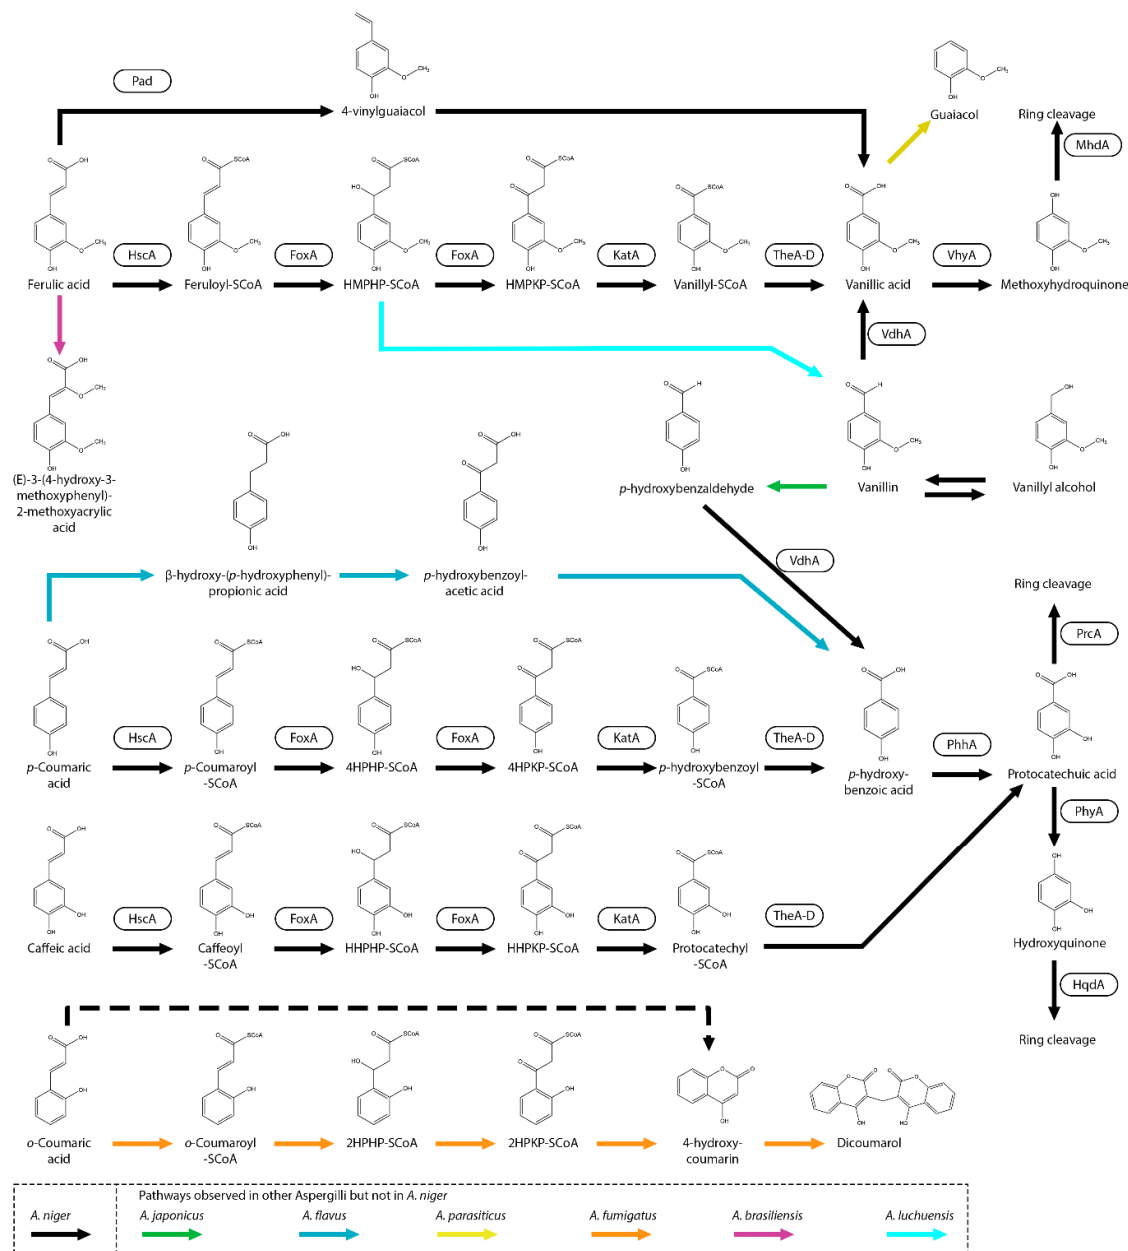 Pad
4-vinylguaiacol
Guaiacol
Ring cleavage
MhdA
HscA
FoxA
FoxA
KatA
TheA-D
VhyA
Ferulic acid
Feruloyl-SCoA
HMPHP-SCoA
HMPKP-SCoA
Vanillyl-SCoA
Vanillic acid
Methoxyhydroquinone
VdhA
(E)-3-(4-hydroxy-3-
methoxyphenyl)-
2-methoxyacrylic
acid
p-hydroxybenzaldehyde
Vanillin
Vanillyl alcohol
β-hydroxy-(p-hydroxyphenyl)-
propionic acid
p-hydroxybenzoyl-
acetic acid
VdhA
Ring cleavage
PrcA
HscA
FoxA
FoxA
KatA
TheA-D
PhhA
p-Coumaric
acid
p-Coumaroyl
-SCoA
4HPHP-SCoA
4HPKP-SCoA
p-hydroxybenzoyl
-SCoA
p-hydroxy-
benzoic acid
Protocatechuic acid
PhyA
HscA
FoxA
FoxA
KatA
TheA-D
Caffeic acid
Caffeoyl
-SCoA
HHPHP-SCoA
HHPKP-SCoA
Protocatechyl
-SCoA
Hydroxyquinone
HqdA
Ring cleavage
o-Coumaric
acid
o-Coumaroyl
-SCoA
2HPHP-SCoA
2HPKP-SCoA
4-hydroxy-
coumarin
Dicoumarol
Pathways observed in other Aspergilli but not in A. niger
A. niger
A. japonicus
A. flavus
A. parasiticus
A. fumigatus
A. brasiliensis
A. luchuensis